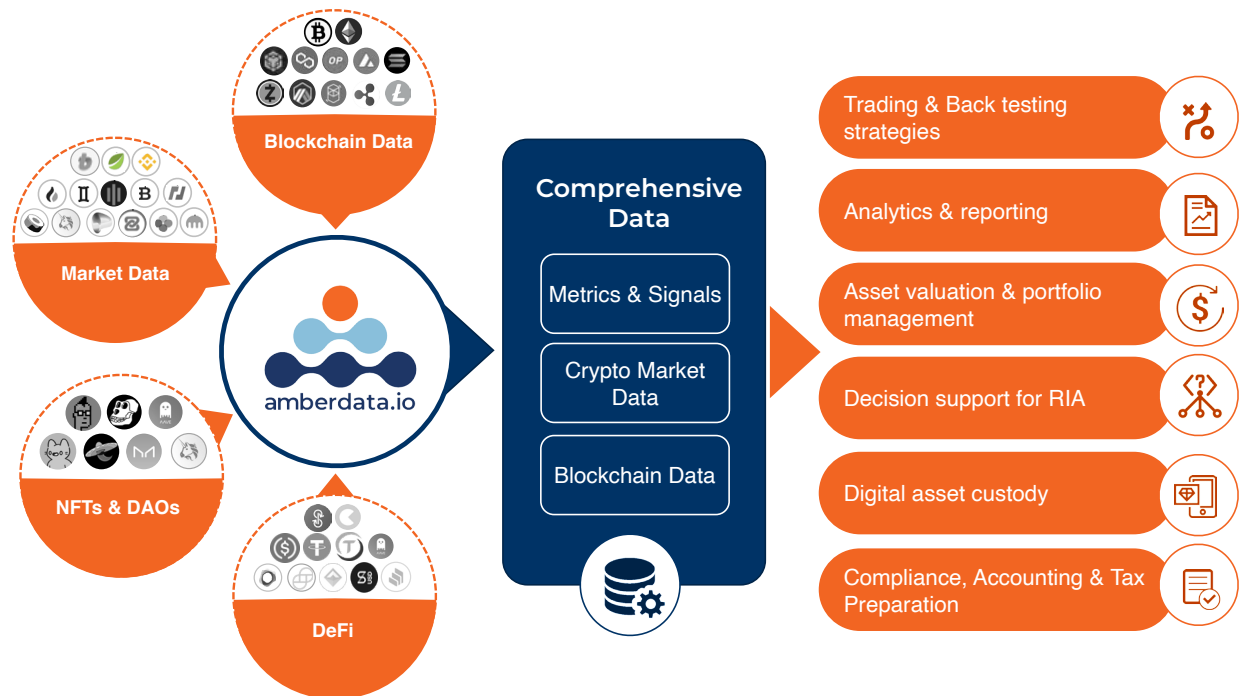 Blockchain Data
Market Data
NFTs & DAOs
DeFi
amberdata.io
Comprehensive
Data
Metrics & Signals
Crypto Market
Data
Blockchain Data
Trading & Back testing
strategies
Analytics & reporting
Asset valuation & portfolio
management
Decision support for RIA
Digital asset custody
Compliance, Accounting & Tax
Preparation
OP